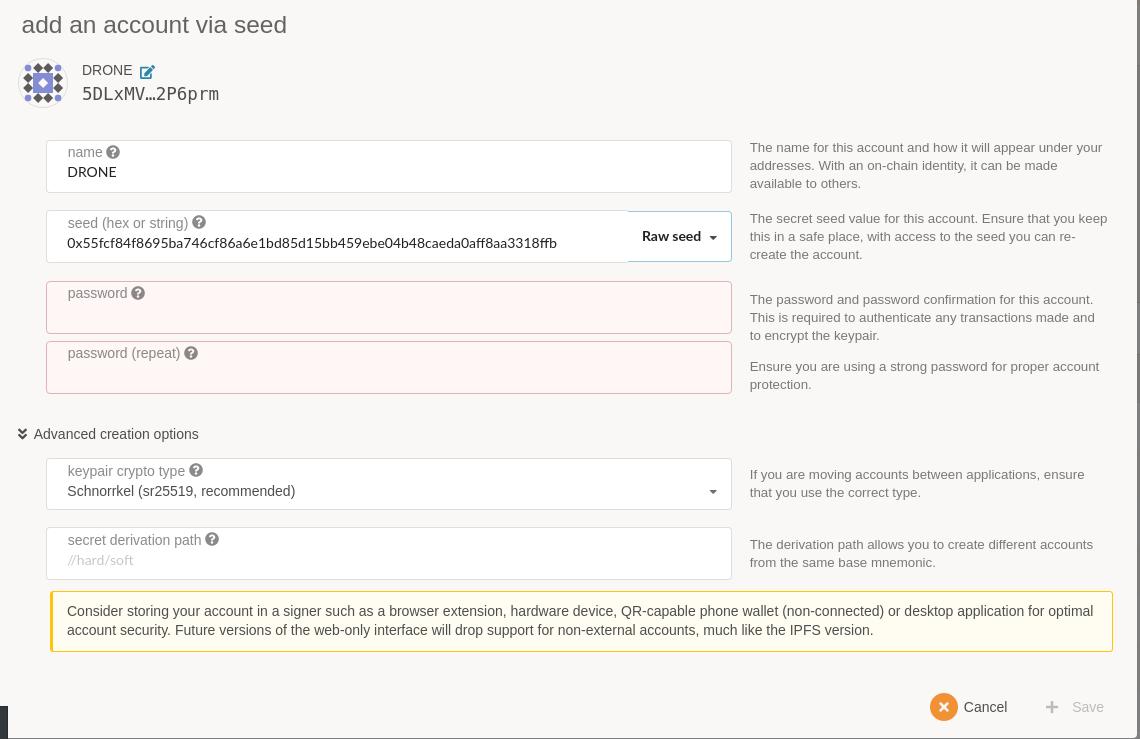 add an account via seed
DRONE
5DLxMV…2P6prm
name
DRONE
The name for this account and how it will appear under your
addresses. With an on-chain identity, it can be made
available to others.
seed (hex or string)
0x55fcf84f8695ba746cf86a6e1bd85d15bb459ebe04b48caeda0aff8aa3318ffb
Raw seed
The secret seed value for this account. Ensure that you keep
this in a safe place, with access to the seed you can re-
create the account.
password
The password and password confirmation for this account.
This is required to authenticate any transactions made and
to encrypt the keypair.
password (repeat)
Ensure you are using a strong password for proper account
protection.
Advanced creation options
keypair crypto type
Schnorrkel (sr25519, recommended)
If you are moving accounts between applications, ensure
that you use the correct type.
secret derivation path
//hard/soft
The derivation path allows you to create different accounts
from the same base mnemonic.
Consider storing your account in a signer such as a browser extension, hardware device, QR-capable phone wallet (non-connected) or desktop application for optimal
account security. Future versions of the web-only interface will drop support for non-external accounts, much like the IPFS version.
Cancel
Save